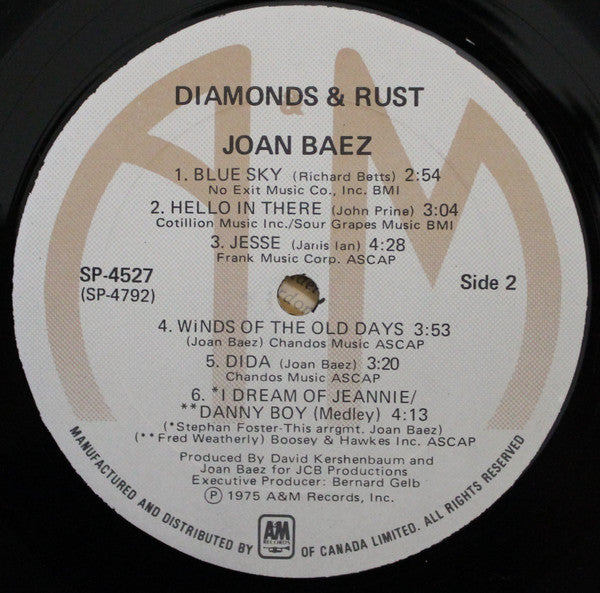 DIAMONDS & RUST
JOAN BAEZ
1. BLUE SKY (Richard Betts) 2:54
No Exit Music Co., Inc. BMI
2. HELLO IN THERE (John Prine) 3:04
Cotillion Music Inc./Sour Grapes Music BMI
3. JESSE (Janis Ian) 4:28
Frank Music Corp. ASCAP
SP-4527
(SP-4792)
Side 2
4. WiNDS OF THE OLD DAYS 3:53
(Joan Baez) Chandos Music ASCAP
5. DIDA (Joan Baez) 3:20
Chandos Music ASCAP
6. *I DREAM OF JEANNIE/
**DANNY BOY (Medley) 4:13
(*Stephan Foster-This arrgmt. Joan Baez)
(**Fred Weatherly) Boosey & Hawkes Inc. ASCAP
Produced By David Kershenbaum and
Joan Baez for JCB Productions
Executive Producer: Bernard Gelb
Ⓟ 1975 A&M Records, Inc.
MANUFACTURED AND DISTRIBUTED BY A&M RECORDS OF CANADA LIMITED. ALL RIGHTS RESERVED
A&M